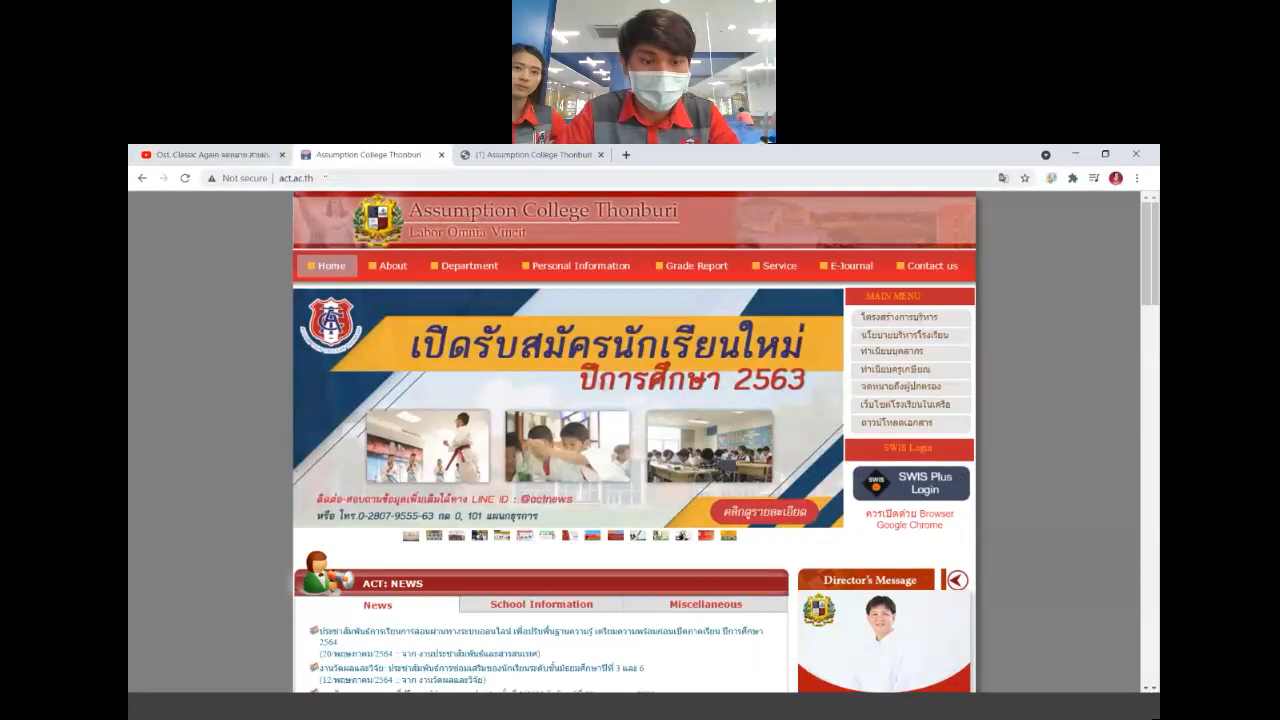 Ost. Classic Again
Assumption College Thonburi
(1) Assumption College Thonburi
Not secure
act.ac.th
Assumption College Thonburi
Labor Omnia Vincit
Home
About
Department
Personal Information
Grade Report
Service
E-Journal
Contact us
เปิดรับสมัครนักเรียนใหม่
ปีการศึกษา 2563
ติดต่อ-สอบถามข้อมูลเพิ่มเติมได้ทาง LINE ID : @actnews
หรือ โทร.0-2807-9555-63 กด 0, 101 แผนกธุรการ
คลิกดูรายละเอียด
MAIN MENU
โครงสร้างการบริหาร
นโยบายบริหารโรงเรียน
ทำเนียบบุคลากร
ทำเนียบครูเกษียณ
จดหมายถึงผู้ปกครอง
เว็บไซต์โรงเรียนในเครือ
ดาวน์โหลดเอกสาร
SWIS Login
SWIS Plus
Login
ควรเปิดด้วย Browser
Google Chrome
ACT: NEWS
News
School Information
Miscellaneous
ประชาสัมพันธ์การเรียนการสอนผ่านทางระบบออนไลน์ เพื่อปรับพื้นฐานความรู้ เตรียมความพร้อมก่อนเปิดภาคเรียน ปีการศึกษา
2564
(20/พฤษภาคม/2564 :: จาก งานประชาสัมพันธ์และสารสนเทศ)
งานวัดผลและวิจัย: ประชาสัมพันธ์การซ่อมเสริมของนักเรียนระดับชั้นมัธยมศึกษาปีที่ 3 และ 6
(12/พฤษภาคม/2564 :: จาก งานวัดผลและวิจัย)
Director's Message